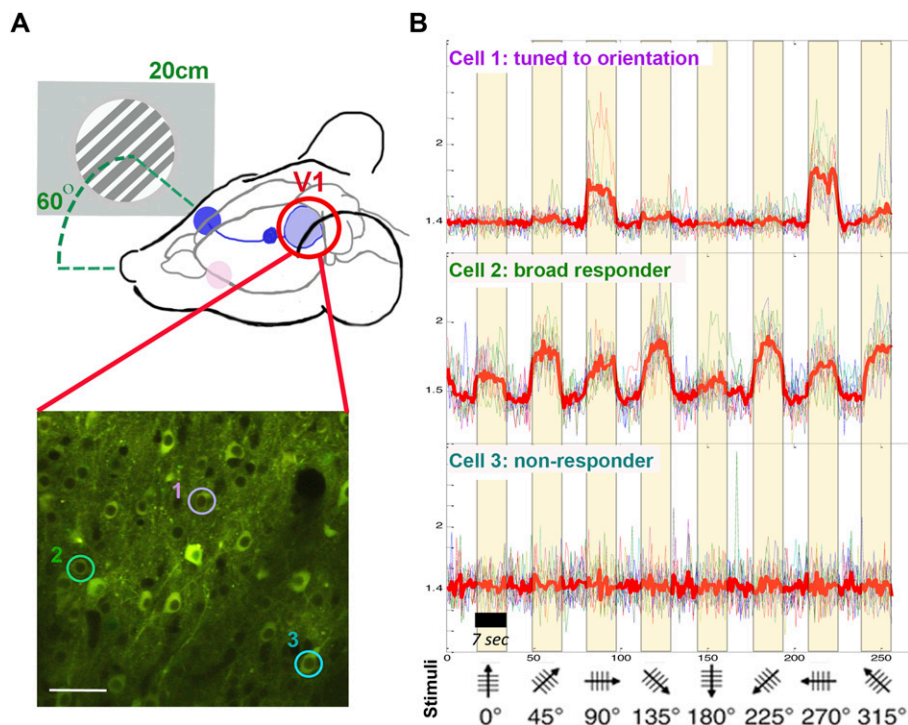 A
20cm
60°
V1
1
2
3
B
Cell 1: tuned to orientation
2
1.4
Cell 2: broad responder
2
1.5
Cell 3: non-responder
2
1.4
7 sec
0 50 100 150 200 250
Stimuli
0° 45° 90° 135° 180° 225° 270° 315°